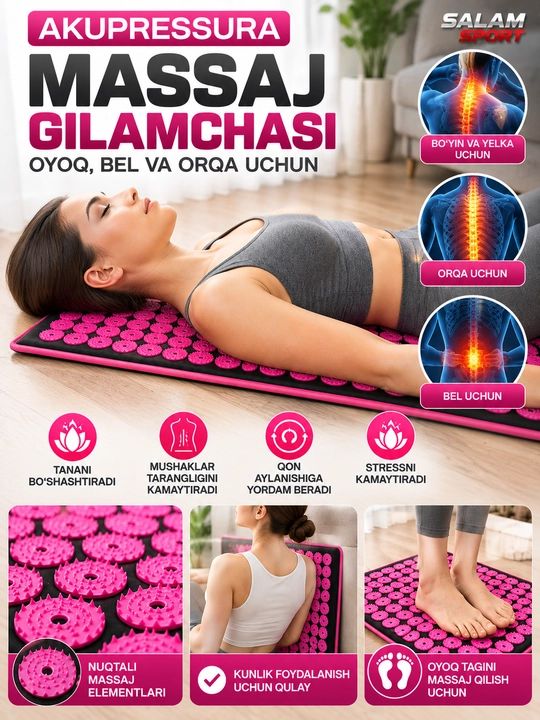 AKUPRESSURA
SALAM
SPORT
MASSAJ
GILAMCHASI
OYOQ, BEL VA ORQA UCHUN
BO‘YIN VA YELKA
UCHUN
ORQA UCHUN
BEL UCHUN
TANANI
BO‘SHASHTIRADI
MUSHAKLAR
TARANGLIGINI
KAMAYTIRADI
QON
AYLANISHIGA
YORDAM BERADI
STRESSNI
KAMAYTIRADI
NUQTALI
MASSAJ
ELEMENTLARI
KUNLIK FOYDALANISH
UCHUN QULAY
OYOQ TAGINI
MASSAJ QILISH
UCHUN